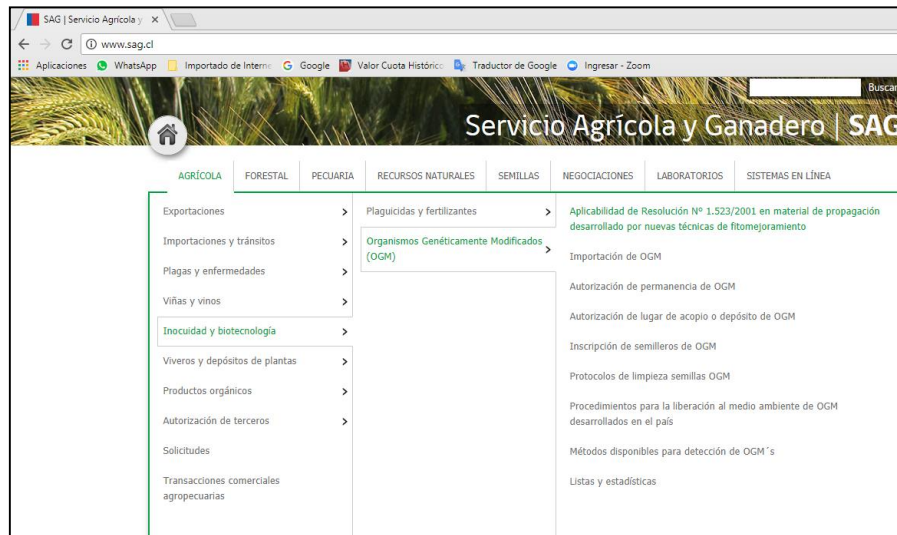 SAG | Servicio Agrícola y
www.sag.cl
Aplicaciones WhatsApp Importado de Interne Google Valor Cuota Histórico Traductor de Google Ingresar - Zoom
Buscar
Servicio Agrícola y Ganadero | SAG
AGRÍCOLA FORESTAL PECUARIA RECURSOS NATURALES SEMILLAS NEGOCIACIONES LABORATORIOS SISTEMAS EN LÍNEA
Exportaciones
Importaciones y tránsitos
Plagas y enfermedades
Viñas y vinos
Inocuidad y biotecnología
Viveros y depósitos de plantas
Productos orgánicos
Autorización de terceros
Solicitudes
Transacciones comerciales
agropecuarias
Plaguicidas y fertilizantes
Organismos Genéticamente Modificados
(OGM)
Aplicabilidad de Resolución Nº 1.523/2001 en material de propagación
desarrollado por nuevas técnicas de fitomejoramiento
Importación de OGM
Autorización de permanencia de OGM
Autorización de lugar de acopio o depósito de OGM
Inscripción de semilleros de OGM
Protocolos de limpieza semillas OGM
Procedimientos para la liberación al medio ambiente de OGM
desarrollados en el país
Métodos disponibles para detección de OGM´s
Listas y estadísticas